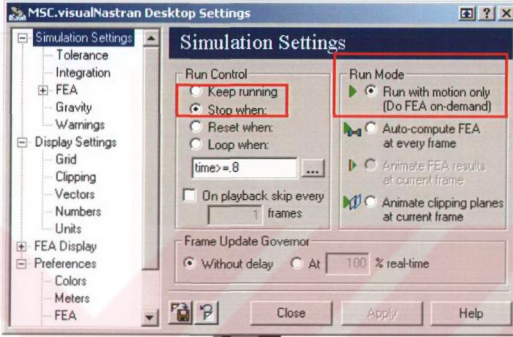 MSC.visualNastran Desktop Settings
Simulation Settings
Tolerance
Integration
FEA
Gravity
Warnings
Display Settings
Grid
Clipping
Vectors
Numbers
Units
FEA Display
Preferences
Colors
Meters
FEA
Simulation Settings
Run Control
Keep running
Stop when:
Reset when:
Loop when:
time>=.8
...
On playback skip every
1 frames
Run Mode
Run with motion only
(Do FEA on-demand)
Auto-compute FEA
at every frame
Animate FEA results
at current frame
Animate clipping planes
at current frame
Frame Update Governor
Without delay At 100 % real-time
Close Apply Help